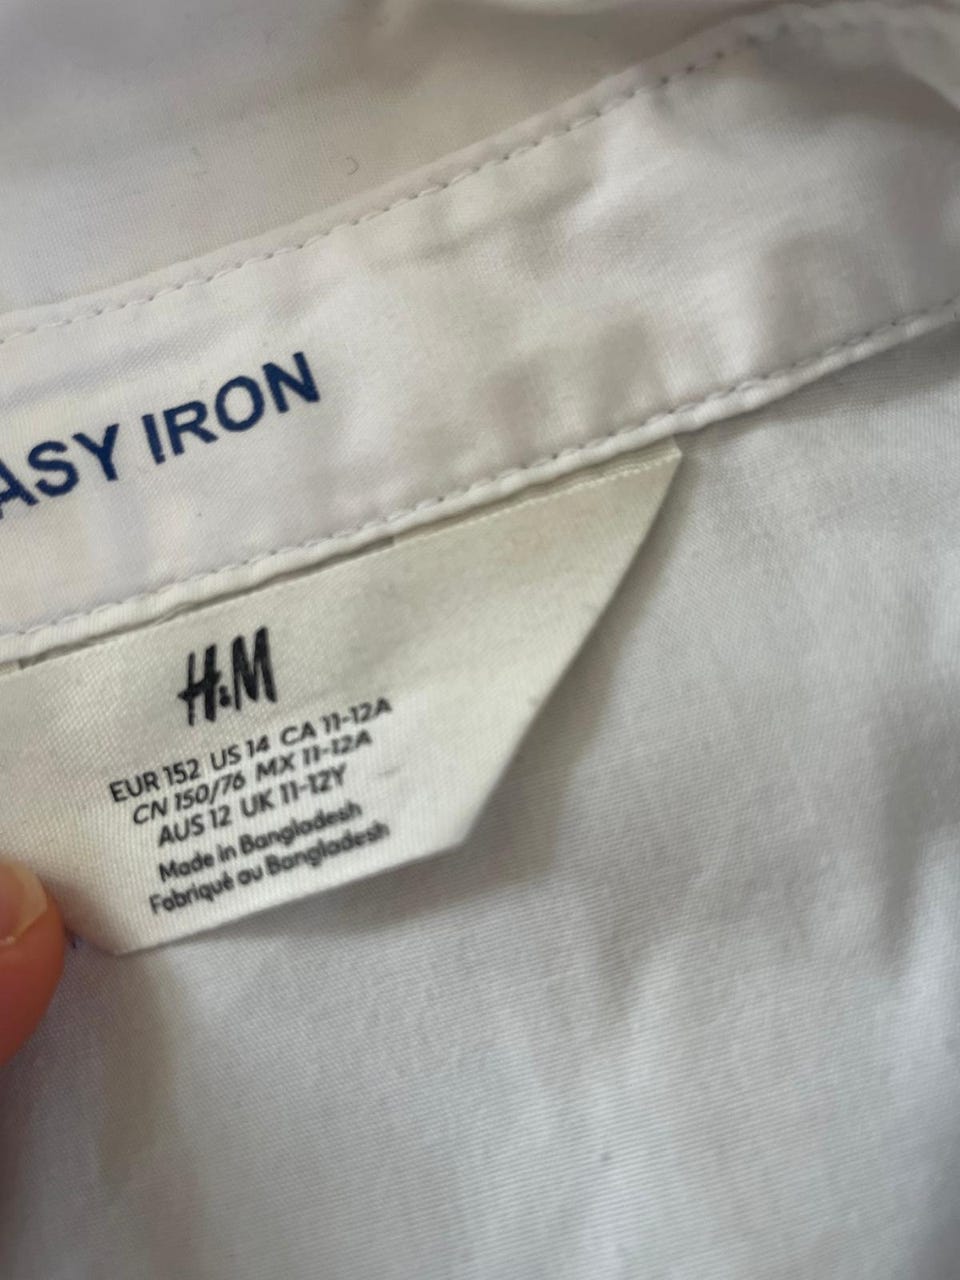 ASY IRON
H&M
EUR 152 US 14 CA 11-12A
CN 150/76 MX 11-12A
AUS 12 UK 11-12Y
Made in Bangladesh
Fabriqué au Bangladesh